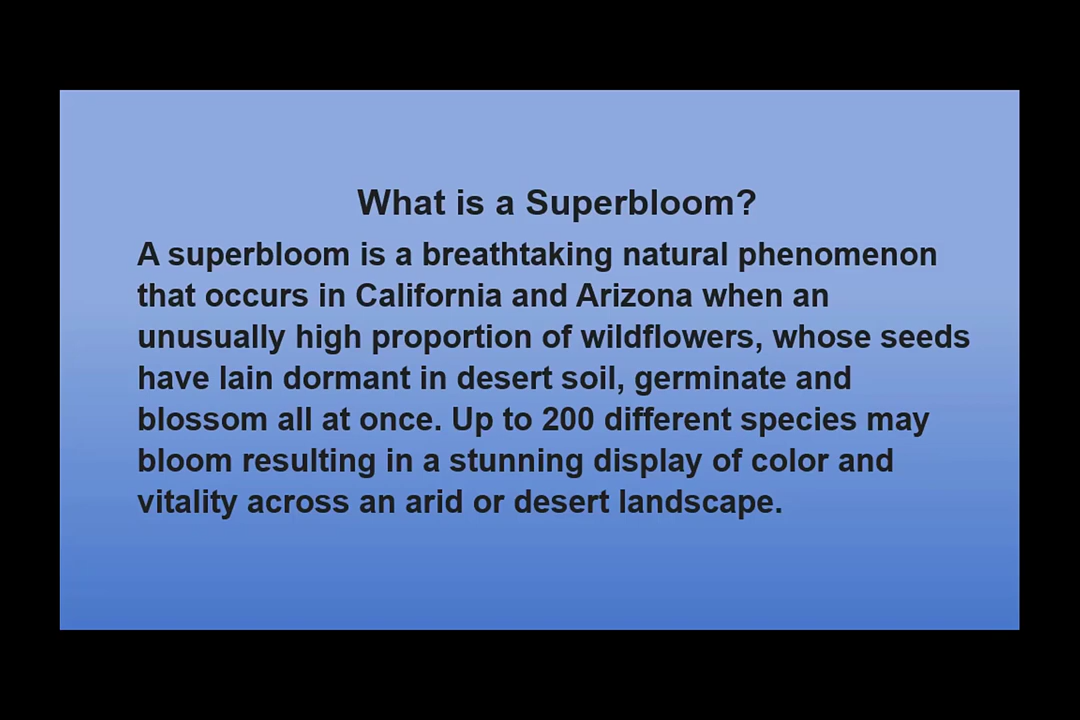 What is a Superbloom?
A superbloom is a breathtaking natural phenomenon
that occurs in California and Arizona when an
unusually high proportion of wildflowers, whose seeds
have lain dormant in desert soil, germinate and
blossom all at once. Up to 200 different species may
bloom resulting in a stunning display of color and
vitality across an arid or desert landscape.